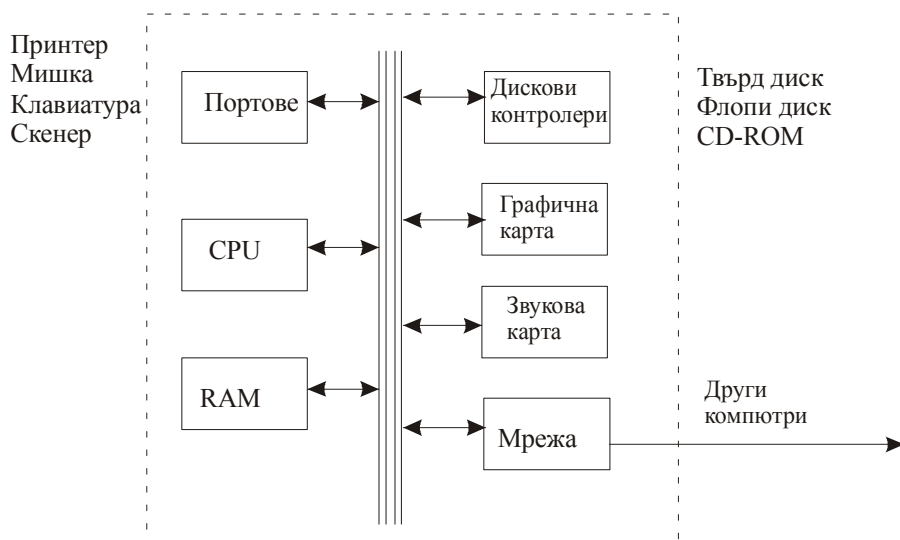 Принтер
Мишка
Клавиатура
Скенер
Портове
CPU
RAM
Дискови
контролери
Графична
карта
Звукова
карта
Мрежа
Твърд диск
Флопи диск
CD-ROM
Други
компютри